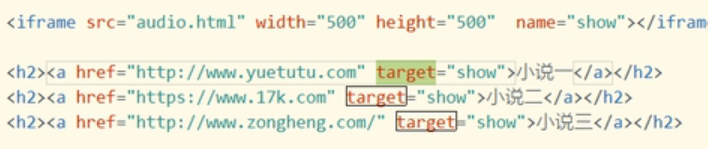 <iframe src="audio.html" width="500" height="500"  name="show"></iframe
<h2><a href="http://www.yuetutu.com" target="show">小说一</a></h2>
<h2><a href="https://www.17k.com" target="show">小说二</a></h2>
<h2><a href="http://www.zongheng.com/" target="show">小说三</a></h2>